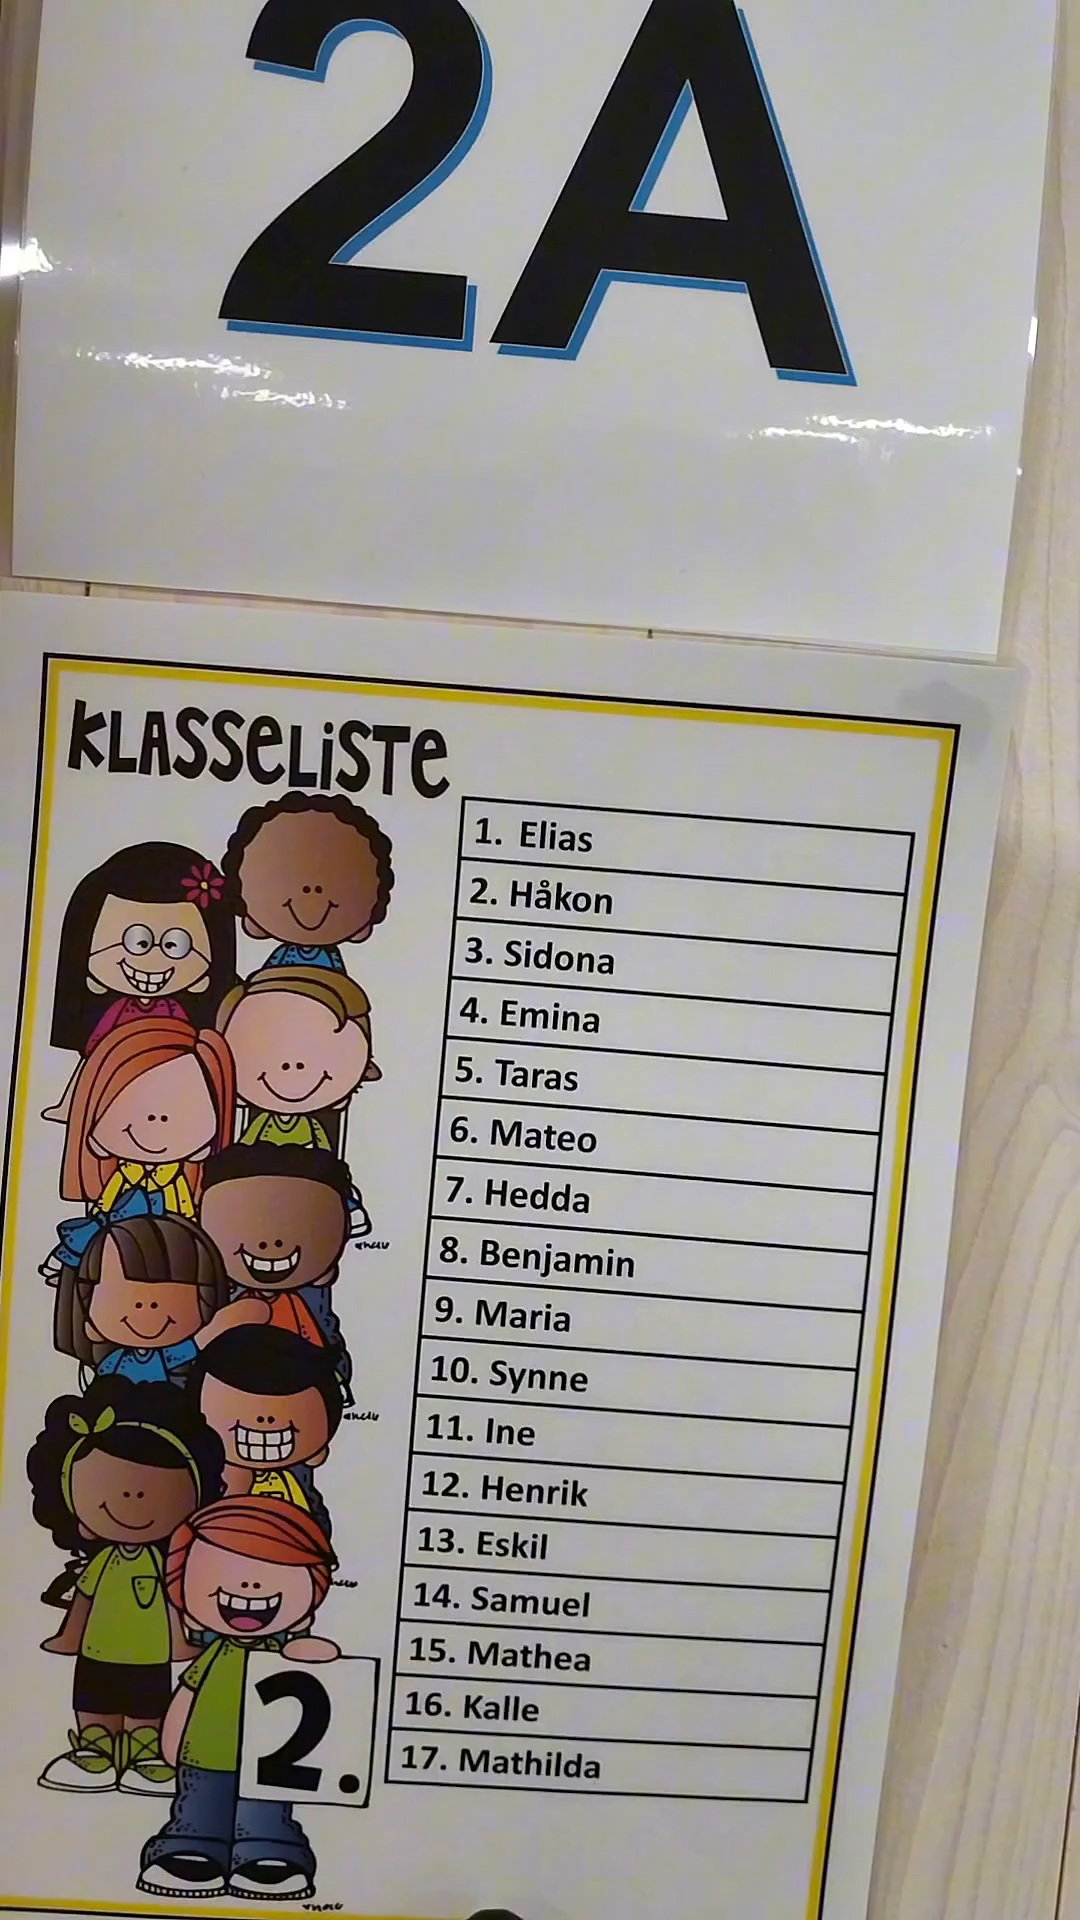 2A
KLASSELiSTE
1. Elias
2. Håkon
3. Sidona
4. Emina
5. Taras
6. Mateo
7. Hedda
8. Benjamin
9. Maria
10. Synne
11. Ine
12. Henrik
13. Eskil
14. Samuel
15. Mathea
16. Kalle
17. Mathilda
2.